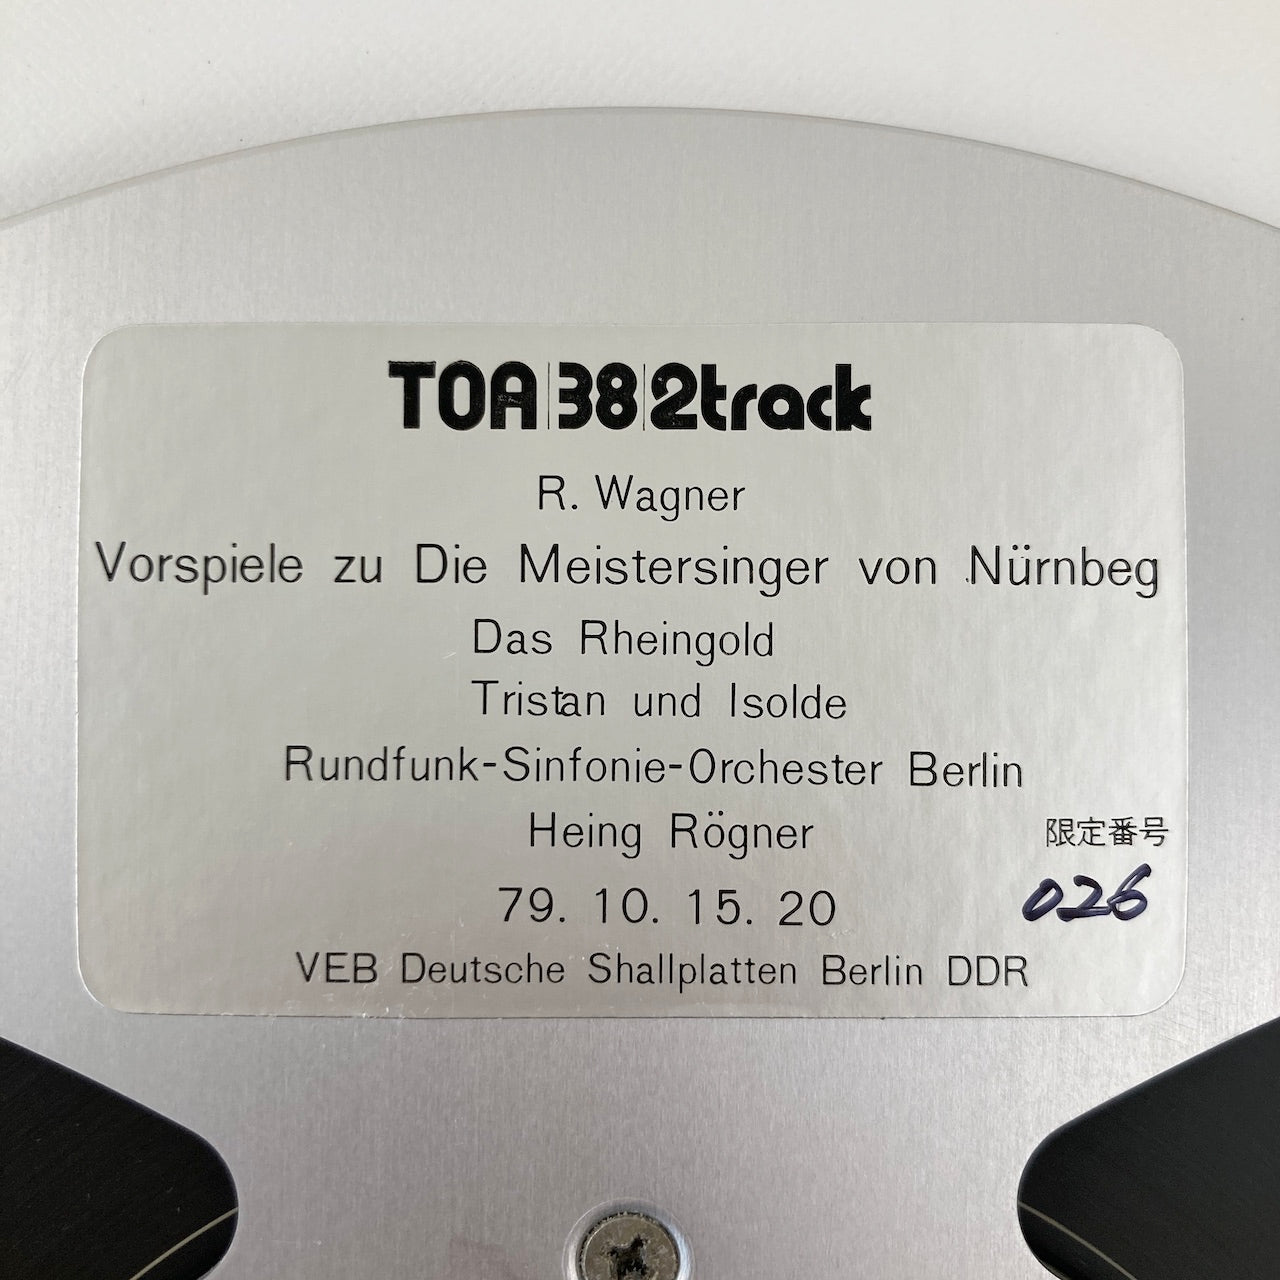 TOA 38 2track
R. Wagner
Vorspiele zu Die Meistersinger von Nürnbeg
Das Rheingold
Tristan und Isolde
Rundfunk-Sinfonie-Orchester Berlin
Heing Rögner
限定番号
79. 10. 15. 20
026
VEB Deutsche Shallplatten Berlin DDR